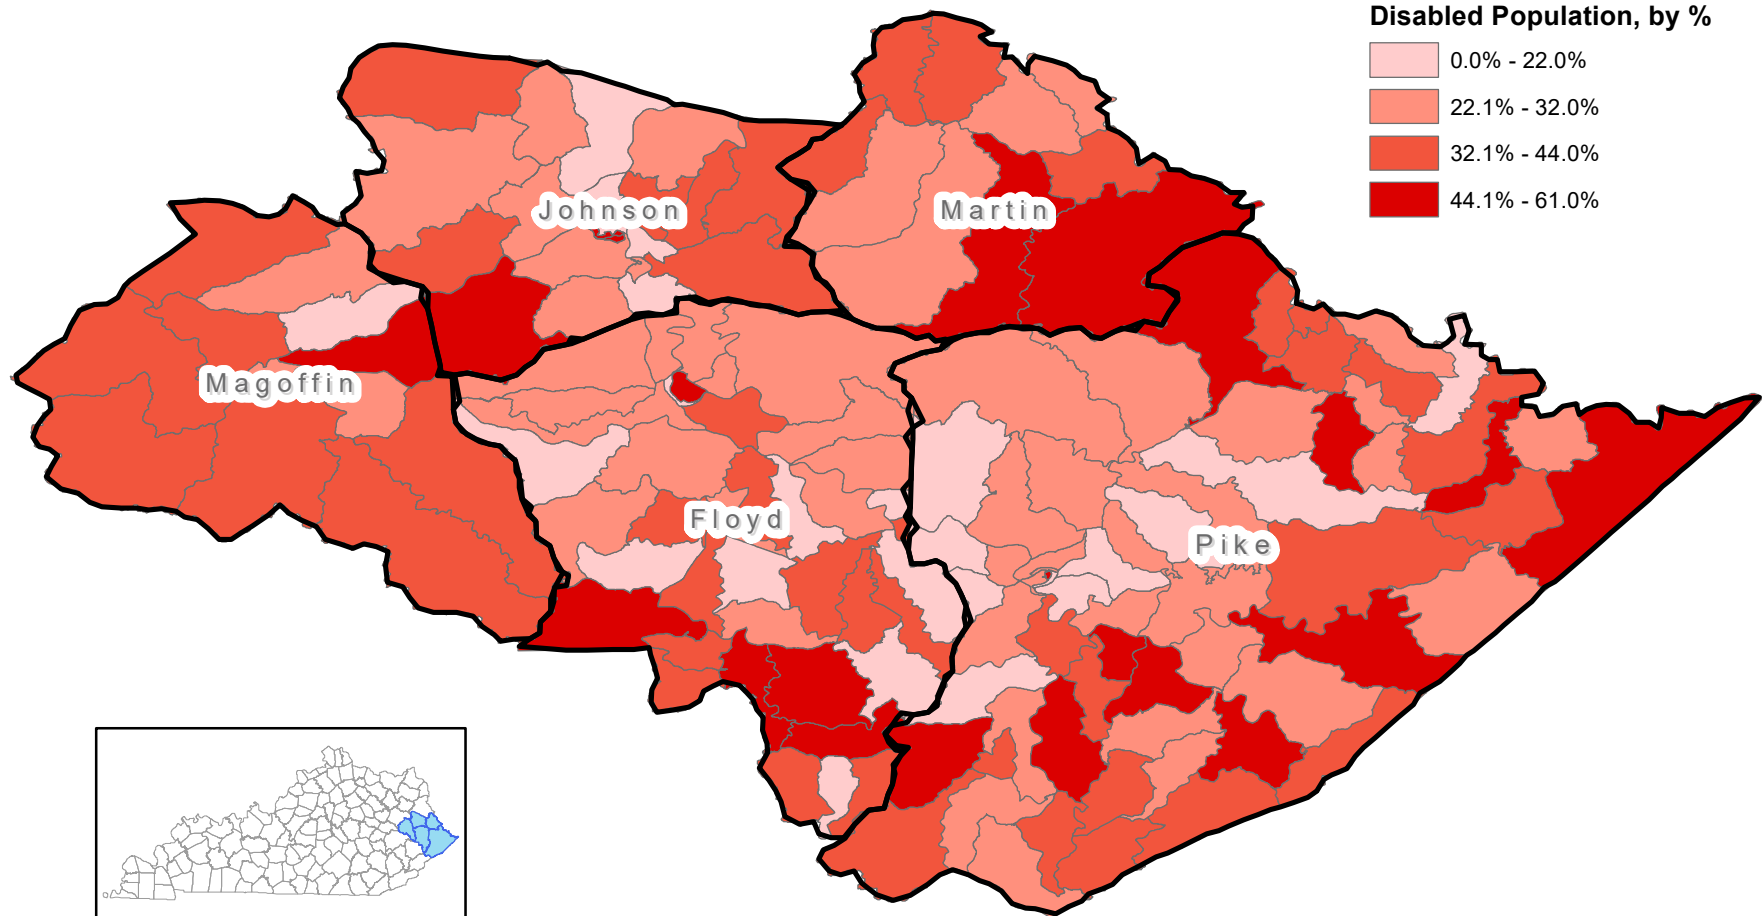 Disabled Population, by %
0.0% - 22.0%
22.1% - 32.0%
32.1% - 44.0%
44.1% - 61.0%
Johnson
Martin
Magoffin
Floyd
Pike